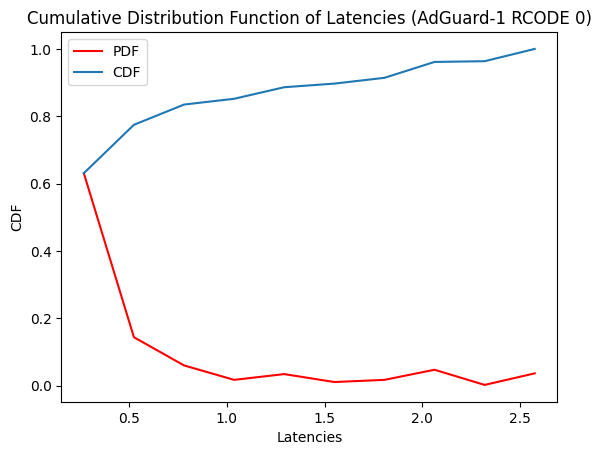 Cumulative Distribution Function of Latencies (AdGuard-1 RCODE 0)
PDF
CDF
1.0
0.8
0.6
0.4
0.2
0.0
CDF
0.5
1.0
1.5
2.0
2.5
Latencies